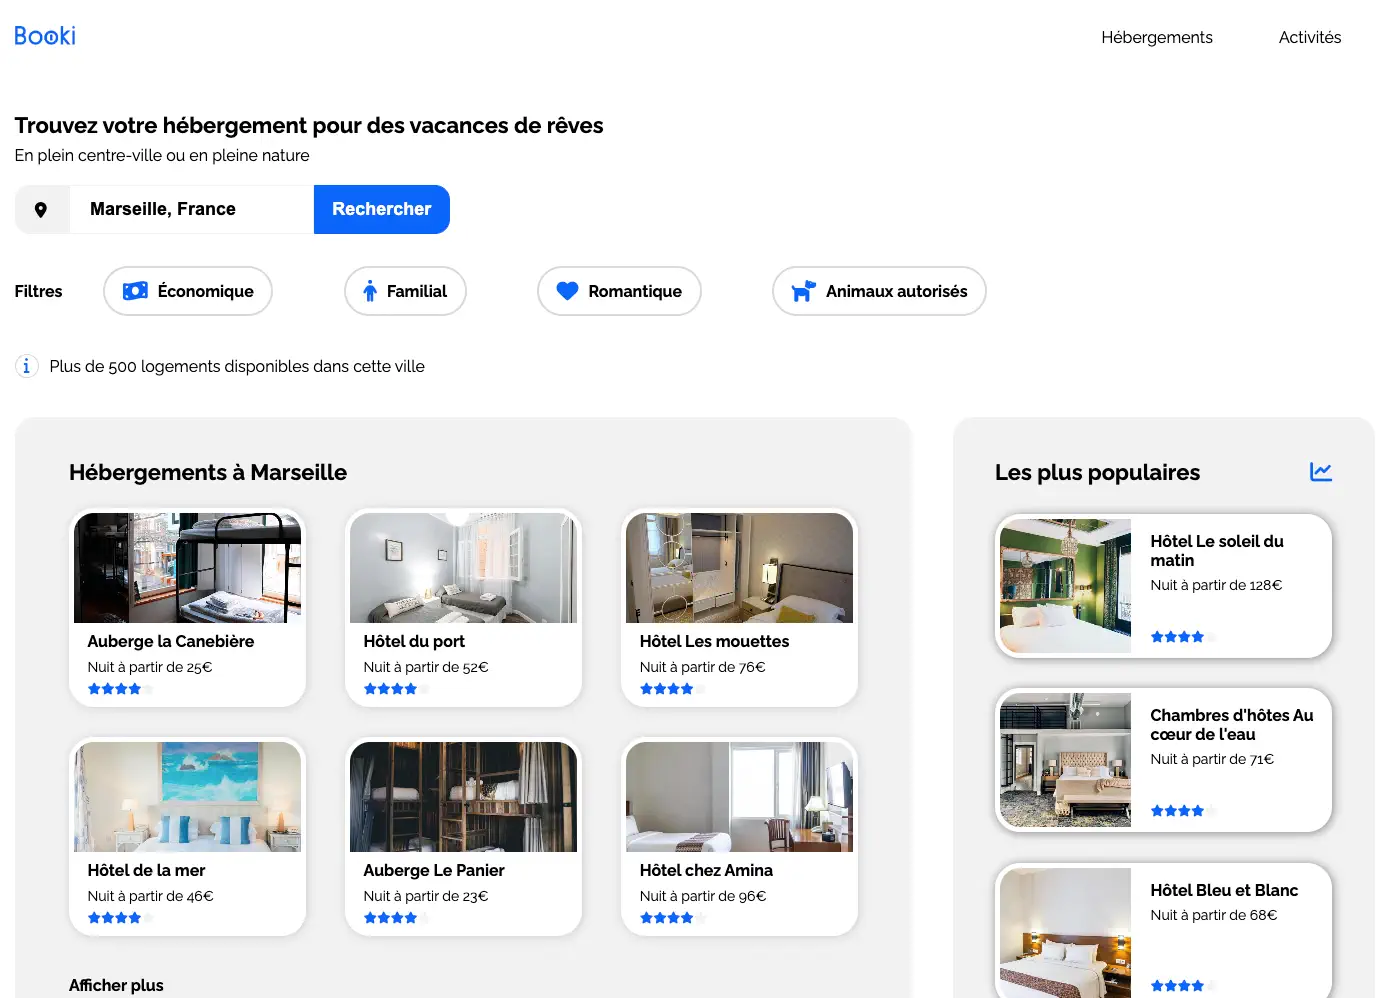 Booki
Hébergements
Activités
Trouvez votre hébergement pour des vacances de rêves
En plein centre-ville ou en pleine nature
Marseille, France
Rechercher
Filtres
Économique
Familial
Romantique
Animaux autorisés
Plus de 500 logements disponibles dans cette ville
Hébergements à Marseille
Auberge la Canebière
Nuit à partir de 25€
Hôtel du port
Nuit à partir de 52€
Hôtel Les mouettes
Nuit à partir de 76€
Hôtel de la mer
Nuit à partir de 46€
Auberge Le Panier
Nuit à partir de 23€
Hôtel chez Amina
Nuit à partir de 96€
Afficher plus
Les plus populaires
Hôtel Le soleil du
matin
Nuit à partir de 128€
Chambres d'hôtes Au
cœur de l'eau
Nuit à partir de 71€
Hôtel Bleu et Blanc
Nuit à partir de 68€